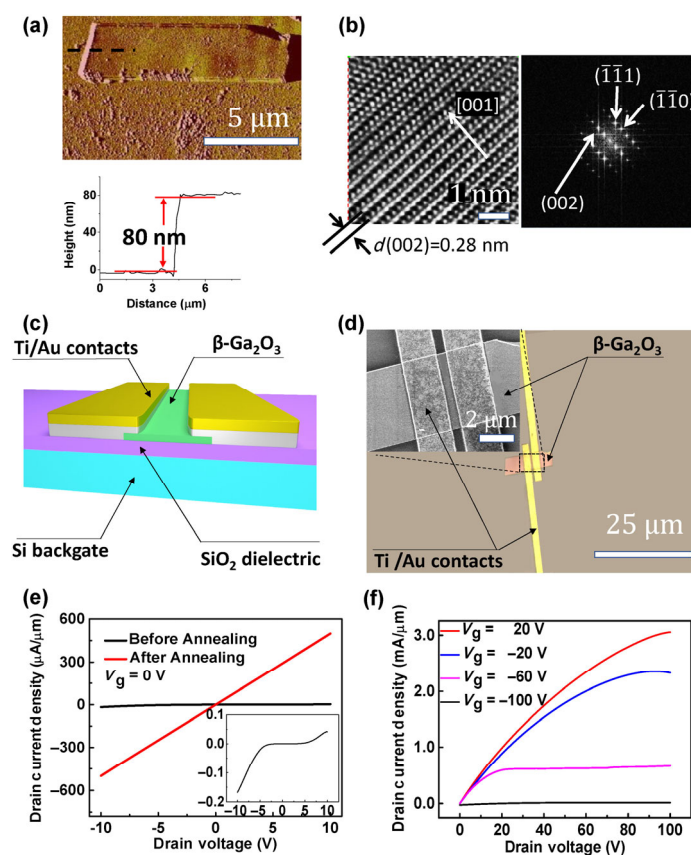 (a)
5 μm
80
40
0
Height (nm)
80 nm
0
3
6
Distance (μm)
(b)
[001]
1 nm
d(002)=0.28 nm
(1̅1̅1)
(1̅1̅0)
(002)
(c)
Ti/Au contacts
β-Ga₂O₃
Si backgate
SiO₂ dielectric
(d)
β-Ga₂O₃
2 μm
Ti /Au contacts
25 μm
(e)
Drain current density (μA/μm)
600
300
0
−300
−600
Before Annealing
After Annealing
Vg = 0 V
0.1
0.0
−0.1
−0.2
−10 −5 0 5 10
−10 −5 0 5 10
Drain voltage (V)
(f)
Drain current density (mA/μm)
3.0
2.0
1.0
0.0
Vg = 20 V
Vg = −20 V
Vg = −60 V
Vg = −100 V
0 20 40 60 80 100
Drain voltage (V)